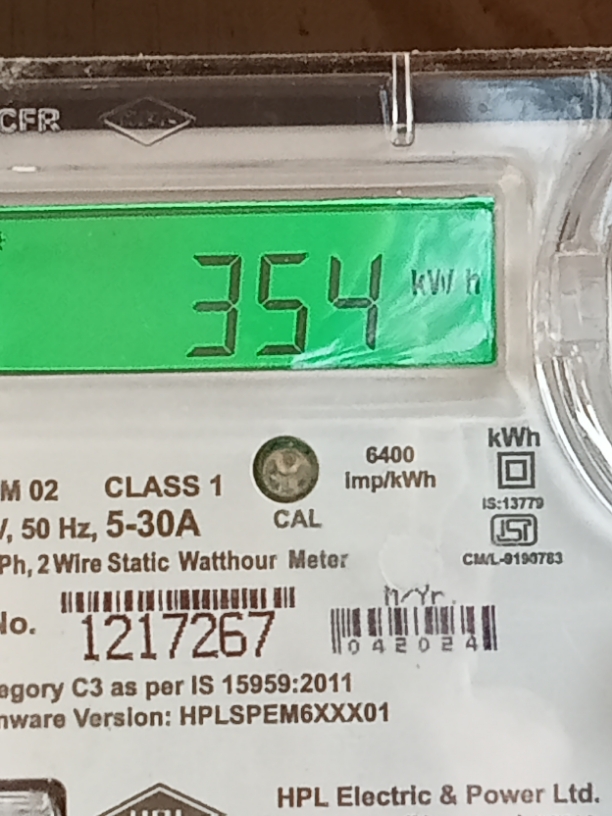 CFR
354 kWh
kWh
6400
imp/kWh
M 02 CLASS 1
IS:13779
V, 50 Hz, 5-30A
CAL
CM/L-9190783
Ph, 2 Wire Static Watthour Meter
M/Yr.
No. 1217267
042024
egory C3 as per IS 15959:2011
mware Version: HPLSPEM6XXX01
HPL Electric & Power Ltd.